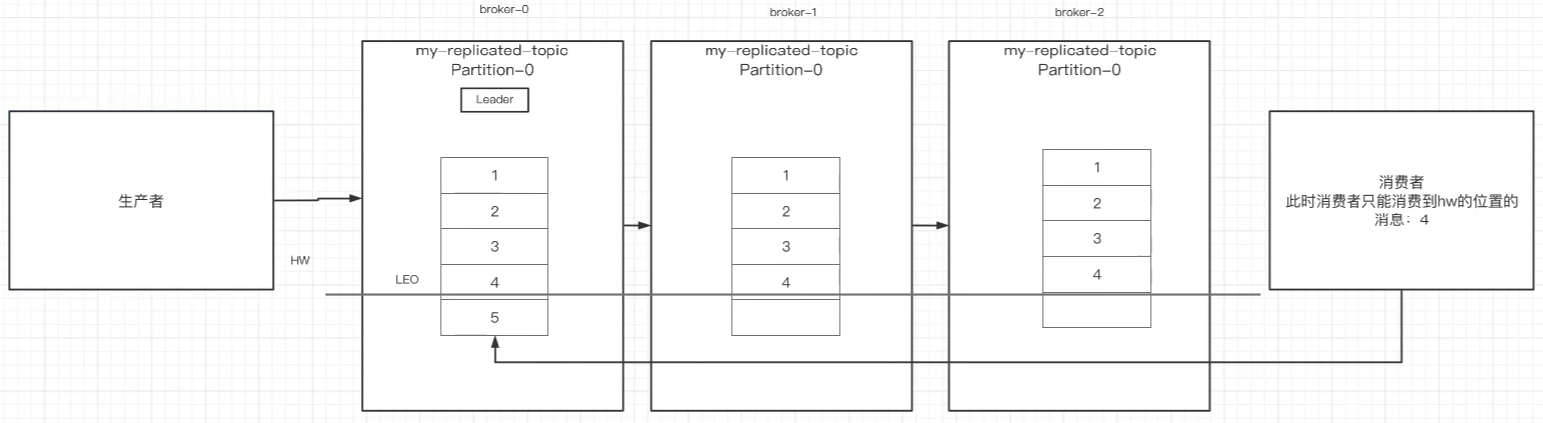 broker-0
broker-1
broker-2
my-replicated-topic
Partition-0
Leader
my-replicated-topic
Partition-0
my-replicated-topic
Partition-0
生产者
HW
LEO
1
2
3
4
5
1
2
3
4
1
2
3
4
消费者
此时消费者只能消费到hw的位置的
消息：4